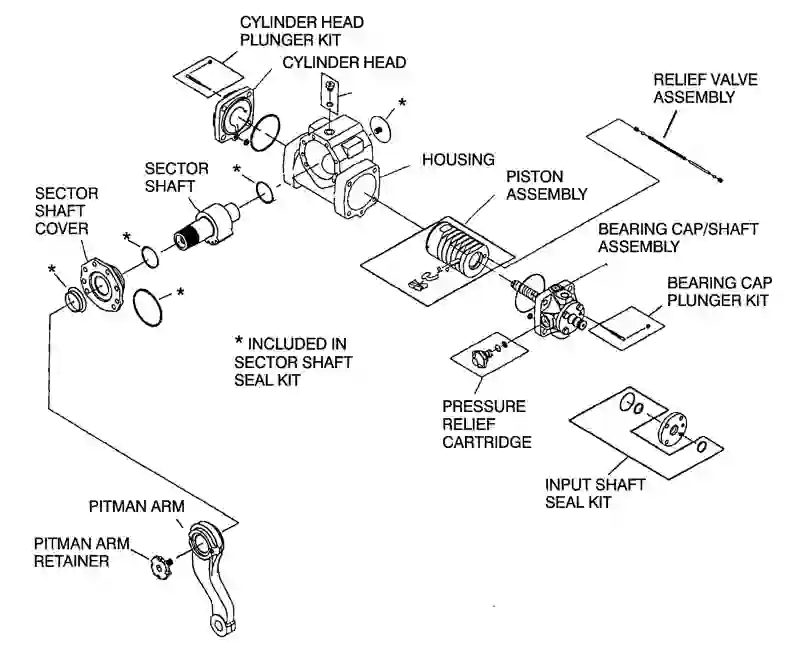 CYLINDER HEAD
PLUNGER KIT
CYLINDER HEAD
*
RELIEF VALVE
ASSEMBLY
HOUSING
PISTON
ASSEMBLY
SECTOR
SHAFT
*
SECTOR
SHAFT
COVER
*
*
*
BEARING CAP/SHAFT
ASSEMBLY
BEARING CAP
PLUNGER KIT
* INCLUDED IN
SECTOR SHAFT
SEAL KIT
PRESSURE
RELIEF
CARTRIDGE
INPUT SHAFT
SEAL KIT
PITMAN ARM
PITMAN ARM
RETAINER